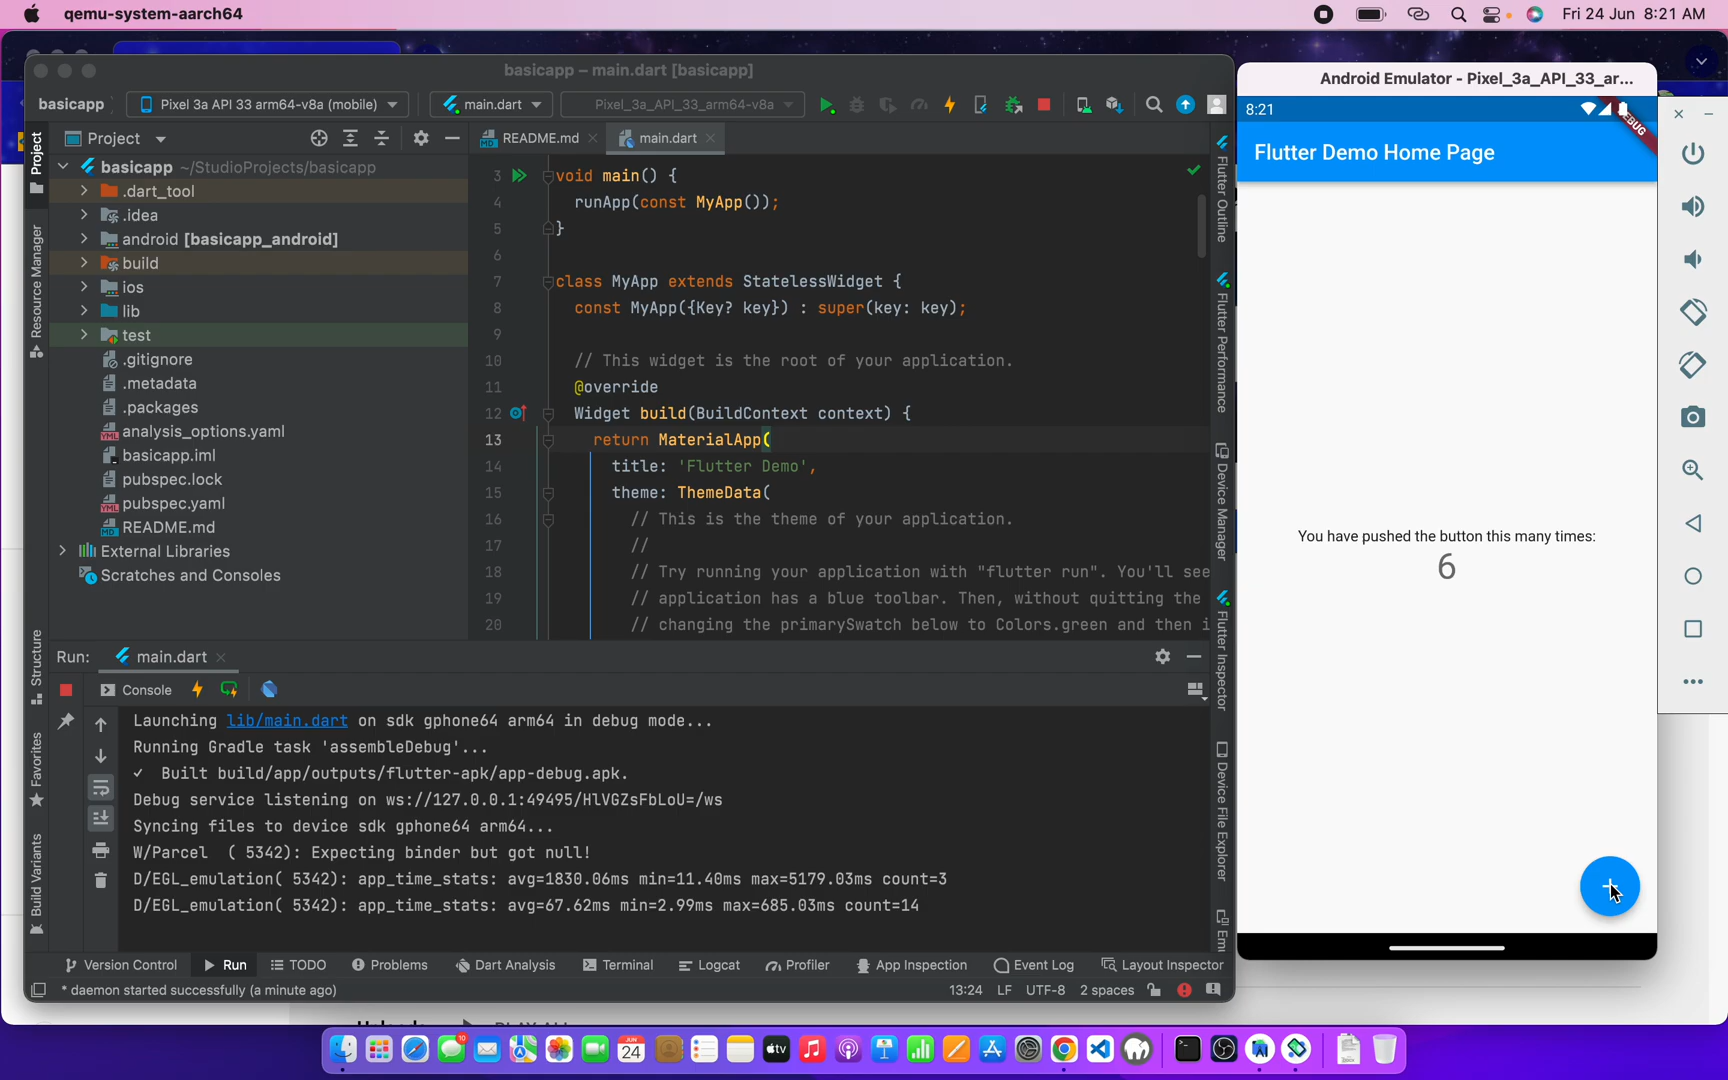 qemu-system-aarch64
Fri 24 Jun 8:21 AM
basicapp – main.dart [basicapp]
basicapp
Pixel 3a API 33 arm64-v8a (mobile)
main.dart
Pixel_3a_API_33_arm64-v8a
Project
README.md
main.dart
Project
Resource Manager
Structure
Favorites
Build Variants
basicapp ~/StudioProjects/basicapp
.dart_tool
.idea
android [basicapp_android]
build
ios
lib
test
.gitignore
.metadata
.packages
analysis_options.yaml
basicapp.iml
pubspec.lock
pubspec.yaml
README.md
External Libraries
Scratches and Consoles
3 void main() {
4 runApp(const MyApp());
5 }
6
7 class MyApp extends StatelessWidget {
8 const MyApp({Key? key}) : super(key: key);
9
10 // This widget is the root of your application.
11 @override
12 Widget build(BuildContext context) {
13 return MaterialApp(
14 title: 'Flutter Demo',
15 theme: ThemeData(
16 // This is the theme of your application.
17 //
18 // Try running your application with "flutter run". You'll see
19 // application has a blue toolbar. Then, without quitting the
20 // changing the primarySwatch below to Colors.green and then i
Flutter Outline
Flutter Performance
Device Manager
Flutter Inspector
Device File Explorer
Em
Run:
main.dart
Console
Launching lib/main.dart on sdk gphone64 arm64 in debug mode...
Running Gradle task 'assembleDebug'...
✓ Built build/app/outputs/flutter-apk/app-debug.apk.
Debug service listening on ws://127.0.0.1:49495/HlVGZsFbLoU=/ws
Syncing files to device sdk gphone64 arm64...
W/Parcel ( 5342): Expecting binder but got null!
D/EGL_emulation( 5342): app_time_stats: avg=1830.06ms min=11.40ms max=5179.03ms count=3
D/EGL_emulation( 5342): app_time_stats: avg=67.62ms min=2.99ms max=685.03ms count=14
Version Control
Run
TODO
Problems
Dart Analysis
Terminal
Logcat
Profiler
App Inspection
Event Log
Layout Inspector
* daemon started successfully (a minute ago)
13:24 LF UTF-8 2 spaces
Android Emulator - Pixel_3a_API_33_ar...
8:21
Flutter Demo Home Page
You have pushed the button this many times:
6
10
24